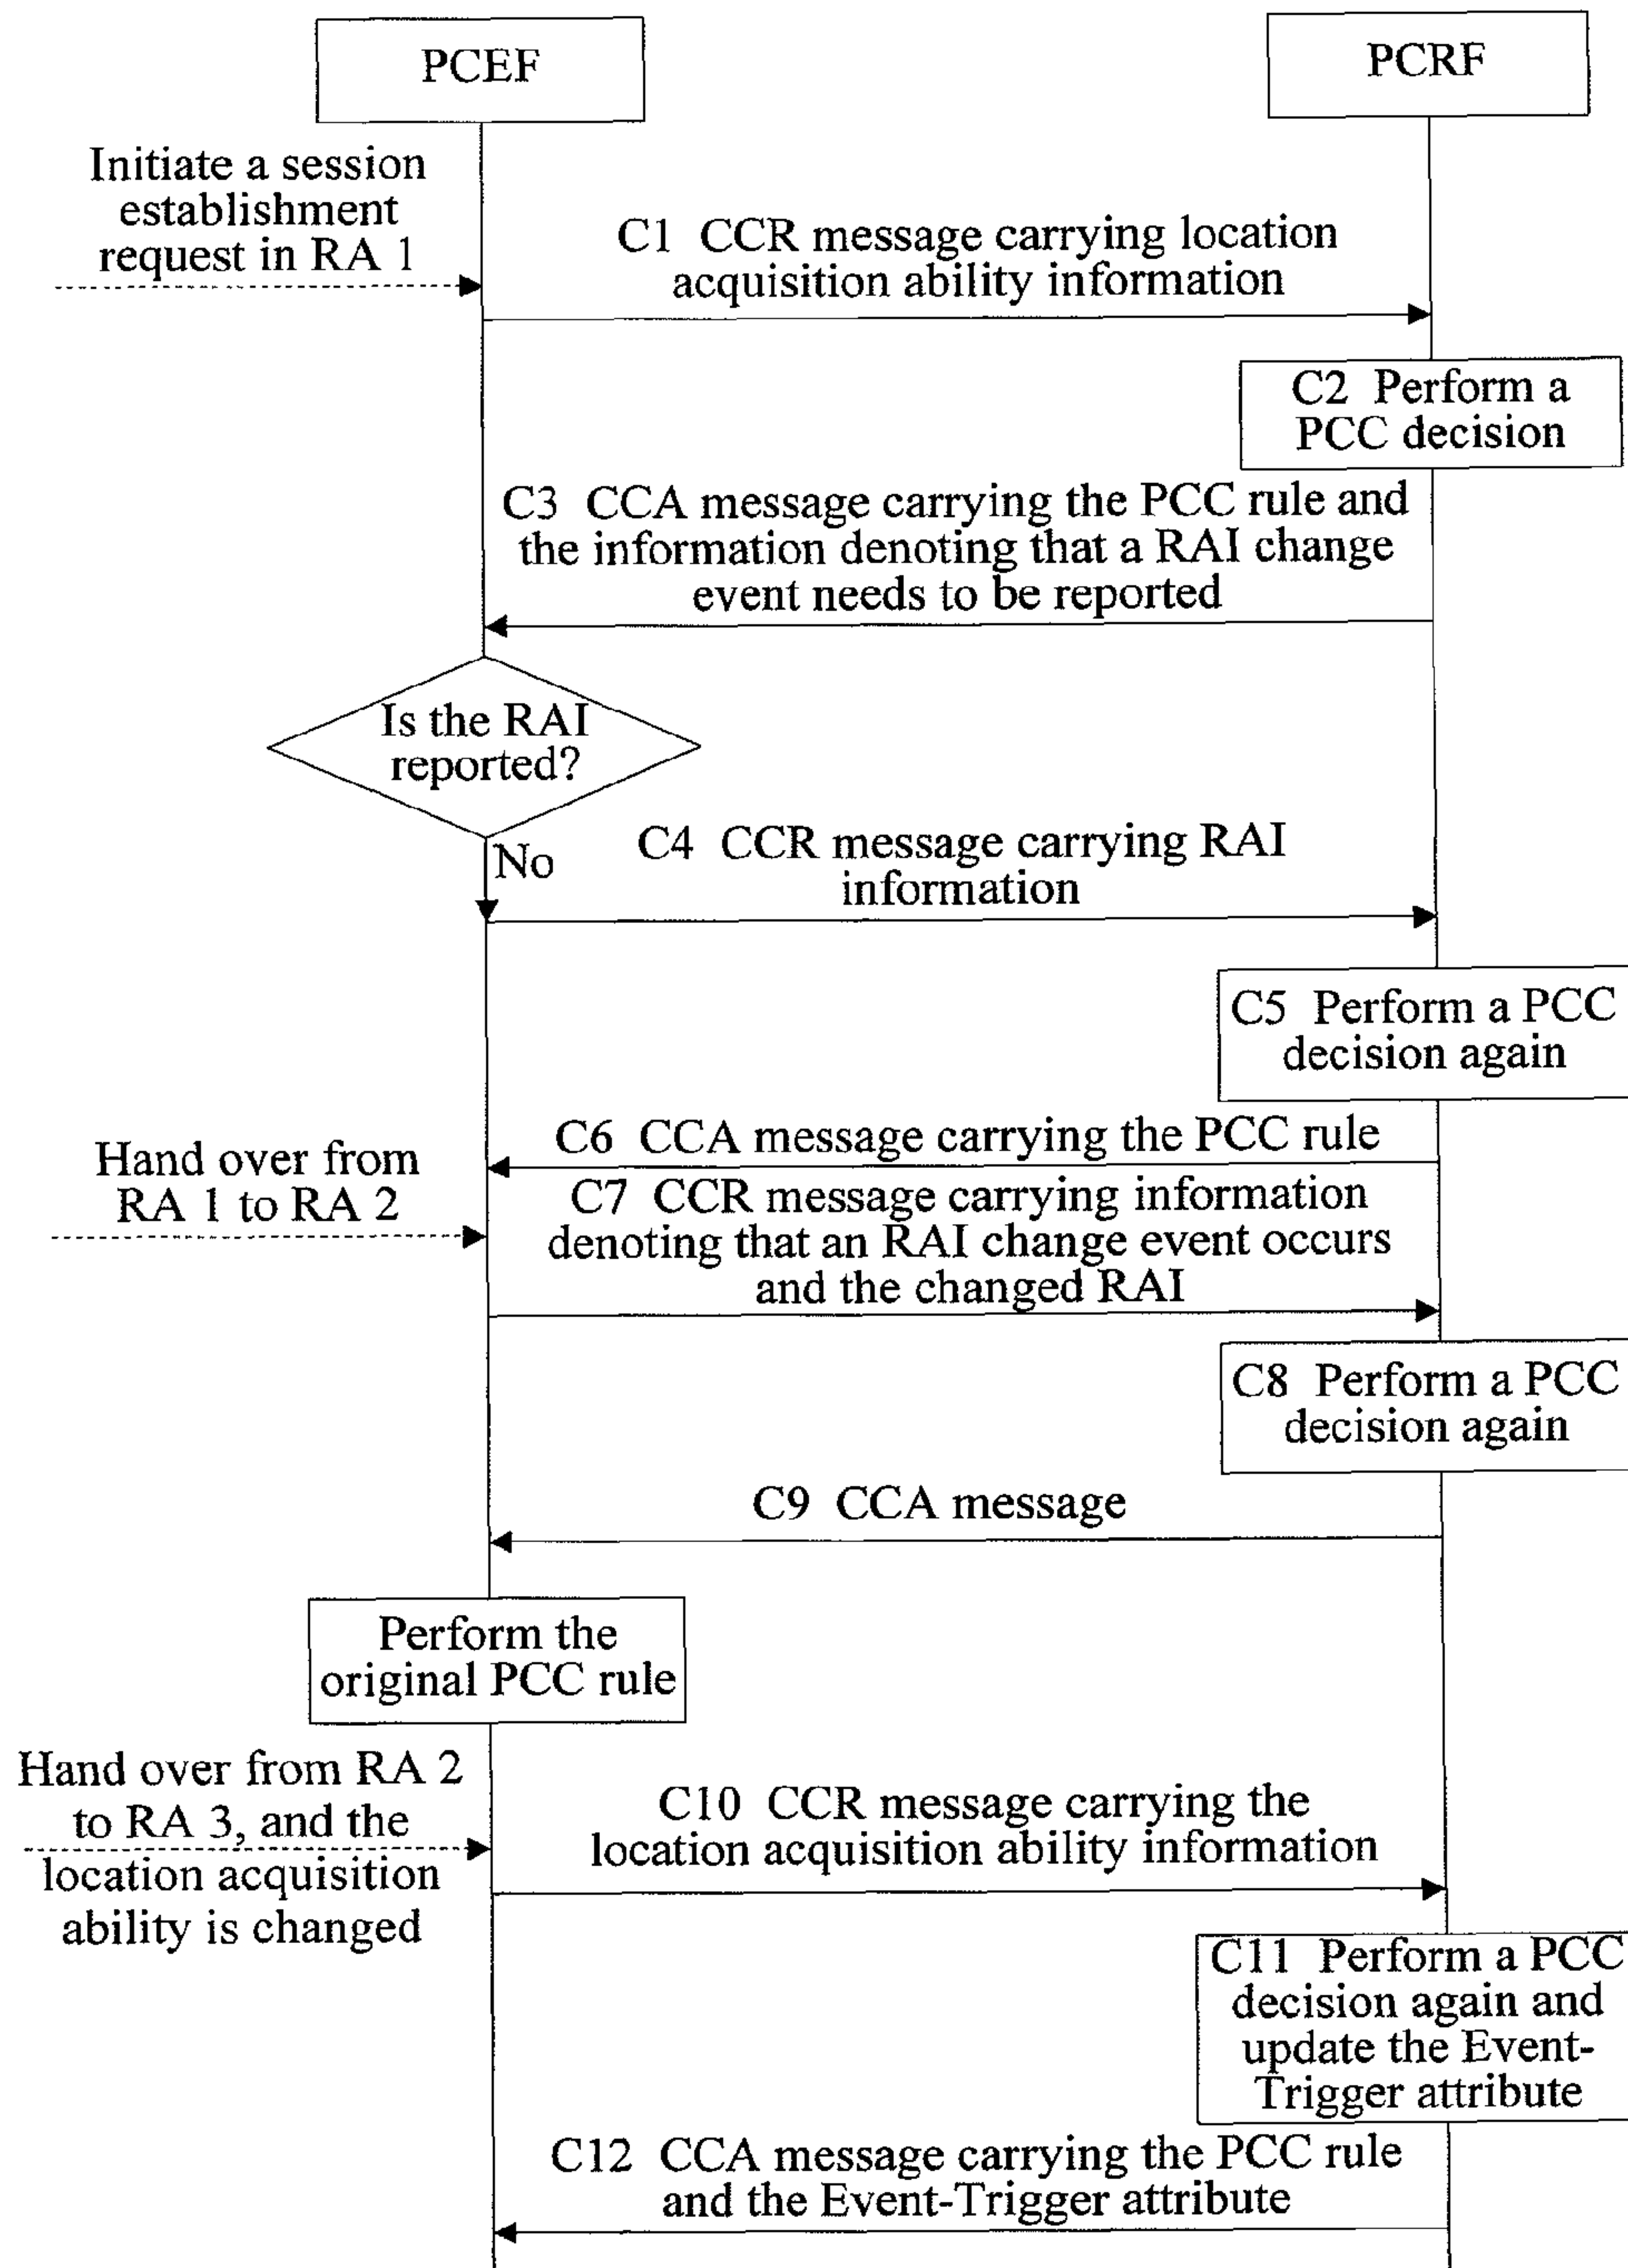 PCEF
PCRF
Initiate a session
establishment
request in RA 1
C1 CCR message carrying location
acquisition ability information
C2 Perform a
PCC decision
C3 CCA message carrying the PCC rule and
the information denoting that a RAI change
event needs to be reported
Is the RAI
reported?
No
C4 CCR message carrying RAI
information
C5 Perform a PCC
decision again
C6 CCA message carrying the PCC rule
Hand over from
RA 1 to RA 2
C7 CCR message carrying information
denoting that an RAI change event occurs
and the changed RAI
C8 Perform a PCC
decision again
C9 CCA message
Perform the
original PCC rule
Hand over from RA 2
to RA 3, and the
location acquisition
ability is changed
C10 CCR message carrying the
location acquisition ability information
C11 Perform a PCC
decision again and
update the Event-
Trigger attribute
C12 CCA message carrying the PCC rule
and the Event-Trigger attribute